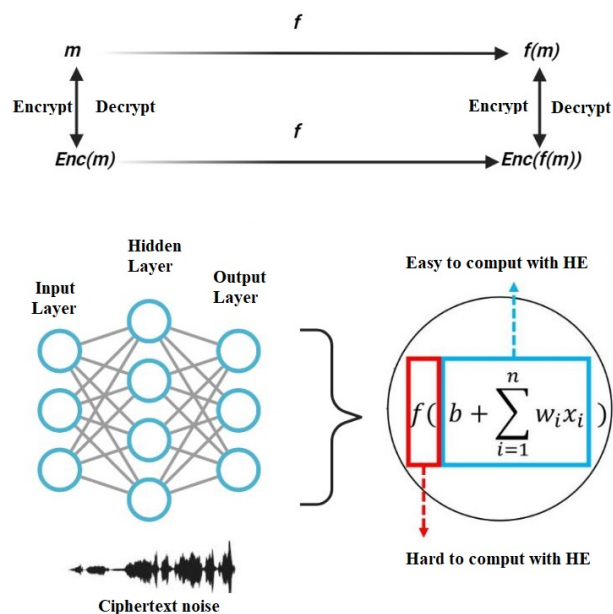 f
m
f(m)
Encrypt Decrypt
Encrypt Decrypt
f
Enc(m)
Enc(f(m))
Hidden
Layer
Input
Layer
Output
Layer
Easy to comput with HE
f( b + ∑ⁿᵢ₌₁ wᵢxᵢ )
Hard to comput with HE
Ciphertext noise